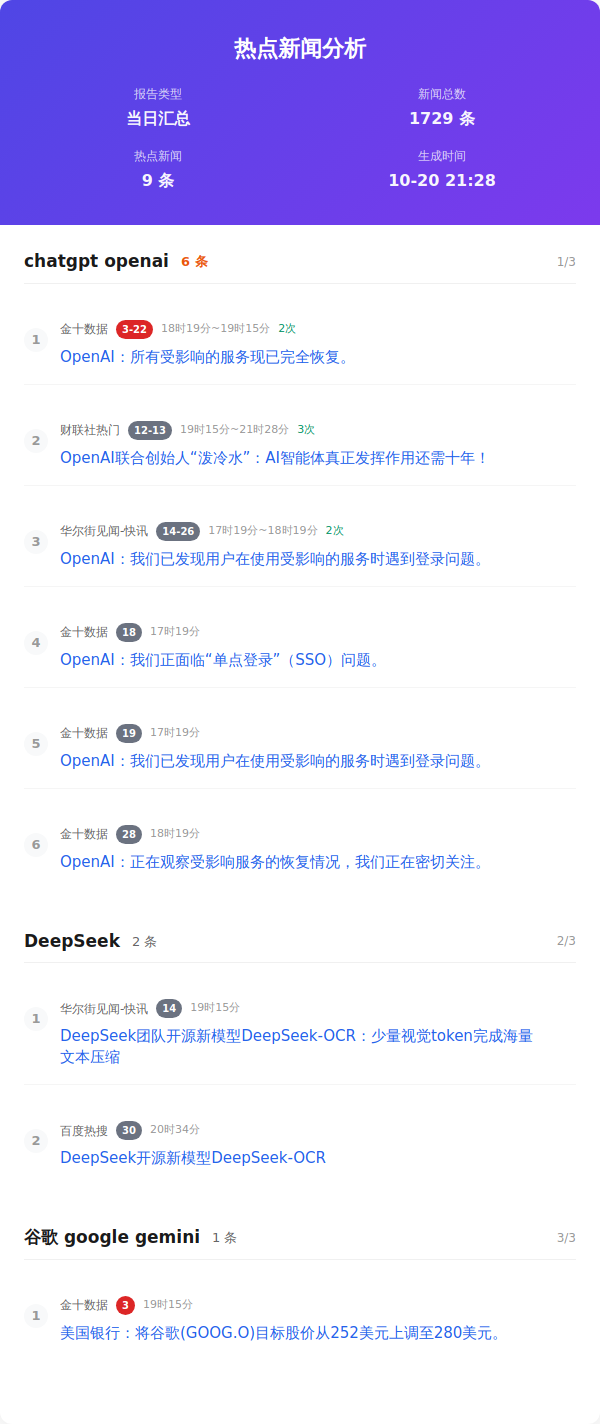 热点新闻分析
报告类型
新闻总数
当日汇总
1729 条
热点新闻
生成时间
9 条
10-20 21:28
chatgpt openai 6 条 1/3
1 金十数据 3-22 18时19分~19时15分 2次
OpenAI：所有受影响的服务现已完全恢复。
2 财联社热门 12-13 19时15分~21时28分 3次
OpenAI联合创始人“泼冷水”：AI智能体真正发挥作用还需十年！
3 华尔街见闻-快讯 14-26 17时19分~18时19分 2次
OpenAI：我们已发现用户在使用受影响的服务时遇到登录问题。
4 金十数据 18 17时19分
OpenAI：我们正面临“单点登录”（SSO）问题。
5 金十数据 19 17时19分
OpenAI：我们已发现用户在使用受影响的服务时遇到登录问题。
6 金十数据 28 18时19分
OpenAI：正在观察受影响服务的恢复情况，我们正在密切关注。
DeepSeek 2 条 2/3
1 华尔街见闻-快讯 14 19时15分
DeepSeek团队开源新模型DeepSeek-OCR：少量视觉token完成海量
文本压缩
2 百度热搜 30 20时34分
DeepSeek开源新模型DeepSeek-OCR
谷歌 google gemini 1 条 3/3
1 金十数据 3 19时15分
美国银行：将谷歌(GOOG.O)目标股价从252美元上调至280美元。